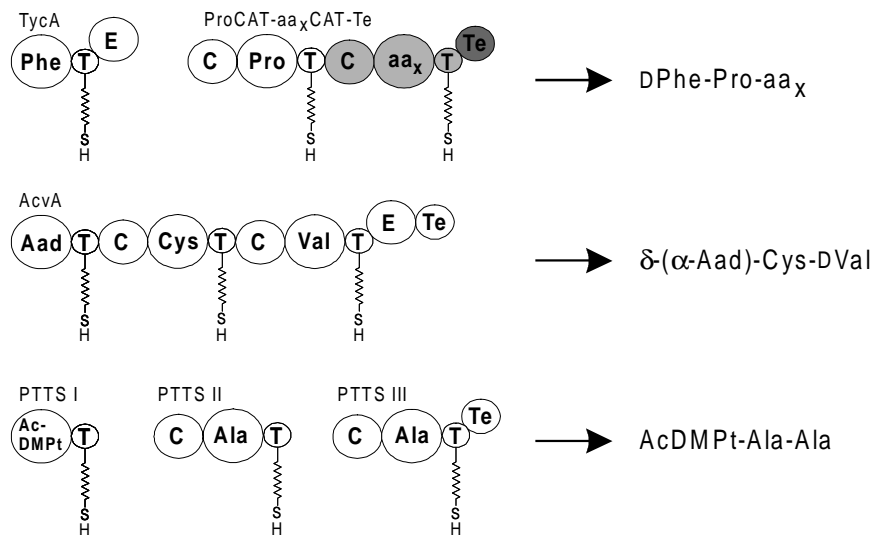 TycA ProCAT-aaₓCAT-Te
Phe T E C Pro T C aaₓ T Te DPhe-Pro-aaₓ
S S S
H H H
AcvA
Aad T C Cys T C Val T E Te δ-(α-Aad)-Cys-DVal
S S S
H H H
PTTS I PTTS II PTTS III
Ac-
DMPt T C Ala T C Ala T Te AcDMPt-Ala-Ala
S S S
H H H